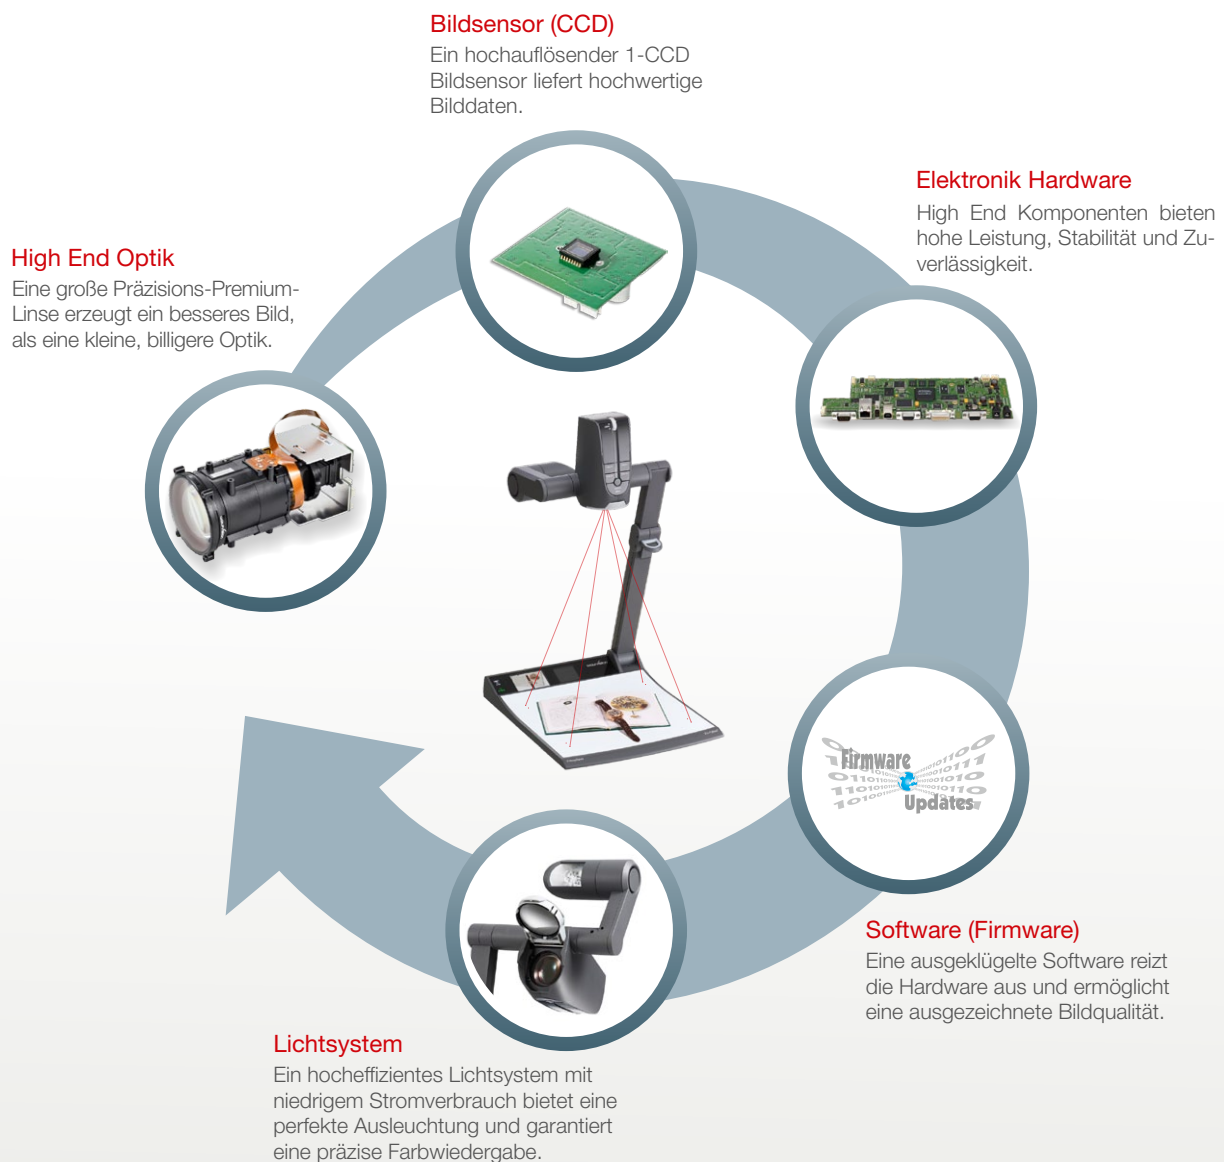 Bildsensor (CCD)
Ein hochauflösender 1-CCD
Bildsensor liefert hochwertige
Bilddaten.
Elektronik Hardware
High End Komponenten bieten
hohe Leistung, Stabilität und Zu-
verlässigkeit.
High End Optik
Eine große Präzisions-Premium-
Linse erzeugt ein besseres Bild,
als eine kleine, billigere Optik.
Firmware
Updates
Software (Firmware)
Eine ausgeklügelte Software reizt
die Hardware aus und ermöglicht
eine ausgezeichnete Bildqualität.
Lichtsystem
Ein hocheffizientes Lichtsystem mit
niedrigem Stromverbrauch bietet eine
perfekte Ausleuchtung und garantiert
eine präzise Farbwiedergabe.